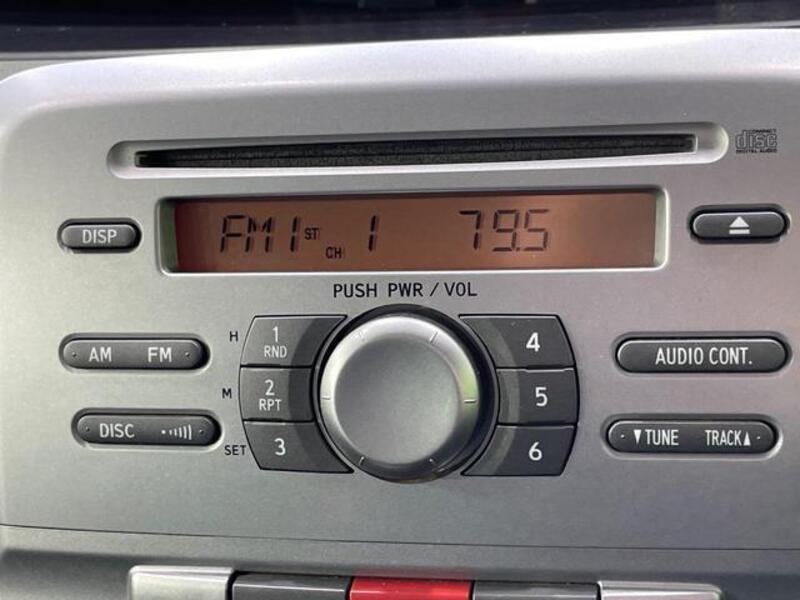 COMPACT
disc
DIGITAL AUDIO
FM1 ST CH 1 79.5
DISP
PUSH PWR / VOL
AM FM
H 1 RND
4
AUDIO CONT.
M 2 RPT
5
DISC
SET 3
6
▼TUNE TRACK▲